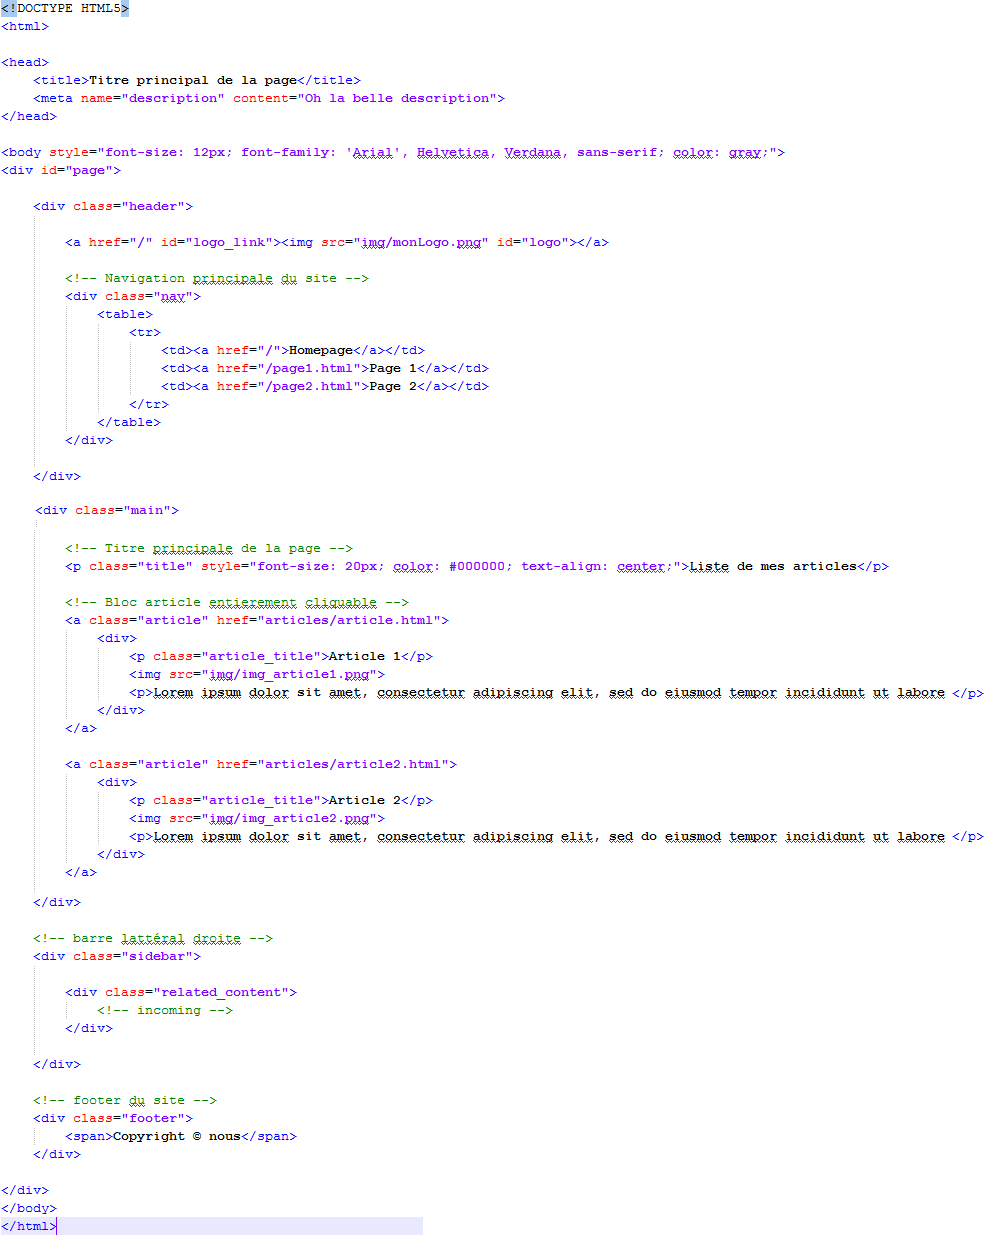 <!DOCTYPE HTML5>
<html>
<head>
<title>Titre principal de la page</title>
<meta name="description" content="Oh la belle description">
</head>
<body style="font-size: 12px; font-family: 'Arial', Helvetica, Verdana, sans-serif; color: gray;">
<div id="page">
<div class="header">
<a href="/" id="logo_link"><img src="img/monLogo.png" id="logo"></a>
<!-- Navigation principale du site -->
<div class="nav">
<table>
<tr>
<td><a href="/">Homepage</a></td>
<td><a href="/page1.html">Page 1</a></td>
<td><a href="/page2.html">Page 2</a></td>
</tr>
</table>
</div>
</div>
<div class="main">
<!-- Titre principale de la page -->
<p class="title" style="font-size: 20px; color: #000000; text-align: center;">Liste de mes articles</p>
<!-- Bloc article entierement cliquable -->
<a class="article" href="articles/article.html">
<div>
<p class="article_title">Article 1</p>
<img src="img/img_article1.png">
<p>Lorem ipsum dolor sit amet, consectetur adipiscing elit, sed do eiusmod tempor incididunt ut labore </p>
</div>
</a>
<a class="article" href="articles/article2.html">
<div>
<p class="article_title">Article 2</p>
<img src="img/img_article2.png">
<p>Lorem ipsum dolor sit amet, consectetur adipiscing elit, sed do eiusmod tempor incididunt ut labore </p>
</div>
</a>
</div>
<!-- barre lattéral droite -->
<div class="sidebar">
<div class="related_content">
<!-- incoming -->
</div>
</div>
<!-- footer du site -->
<div class="footer">
<span>Copyright © nous</span>
</div>
</div>
</body>
</html>